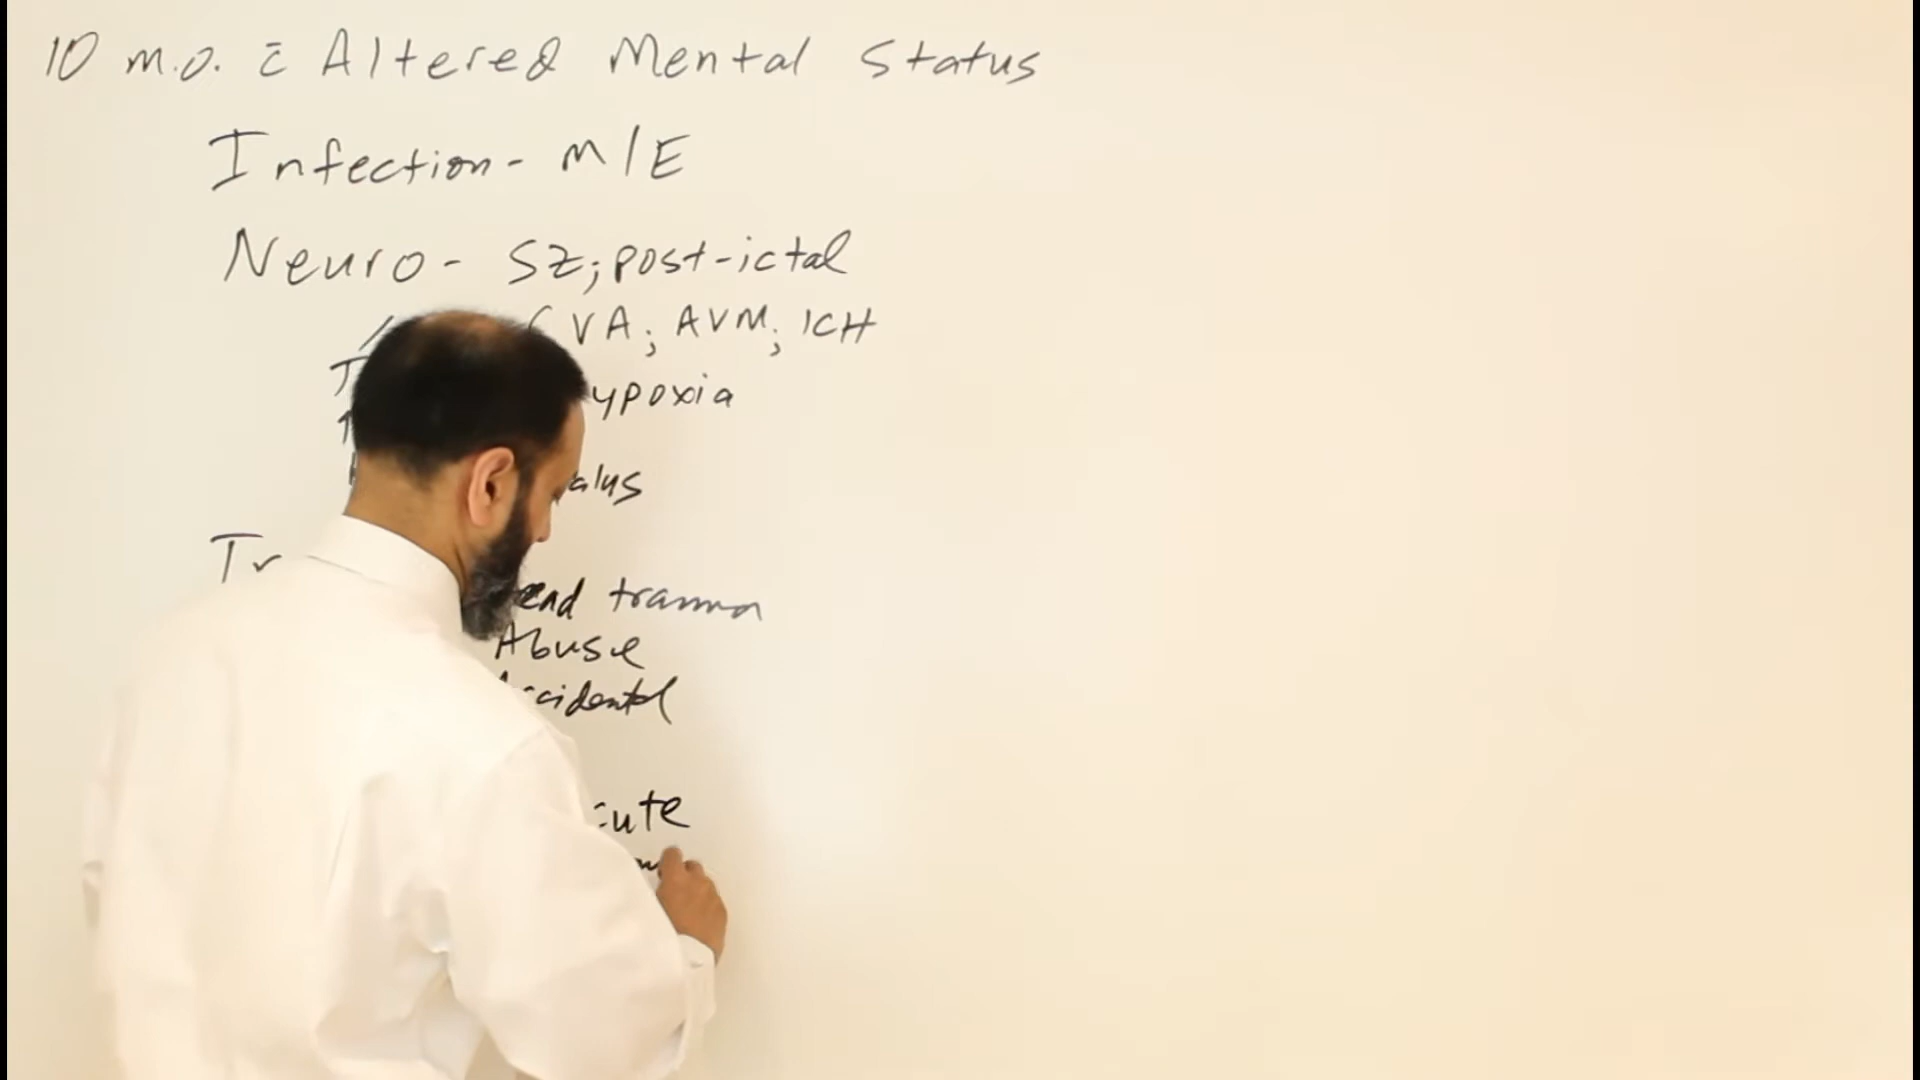 10 m.o. c̄ Altered Mental Status
Infection - M/E
Neuro - SZ; post-ictal
CVA; AVM; ICH
ypoxia
alus
Tr
ead trauma
Abuse
Accidental
cute